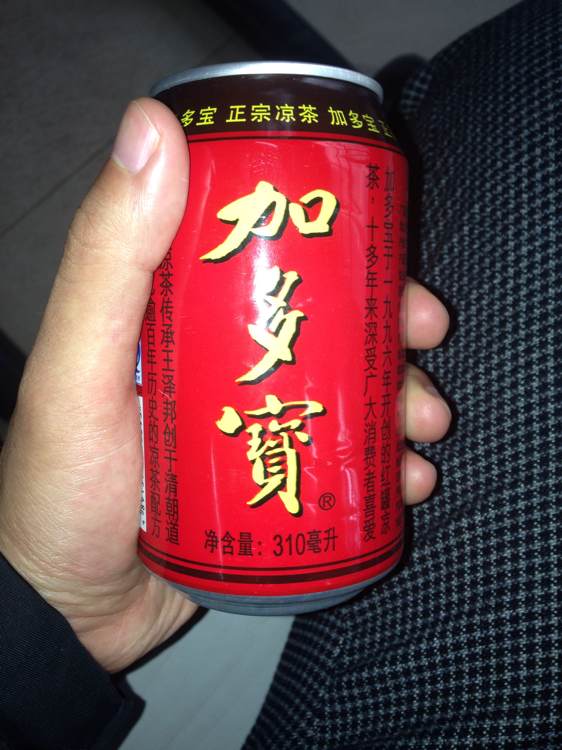 多宝 正宗凉茶 加多宝 正
加多寶®
净含量：310毫升
加多宝于一九九六年开创的红罐凉
茶，十多年来深受广大消费者喜爱
凉茶传承王泽邦创于清朝道
逾百年历史的凉茶配方